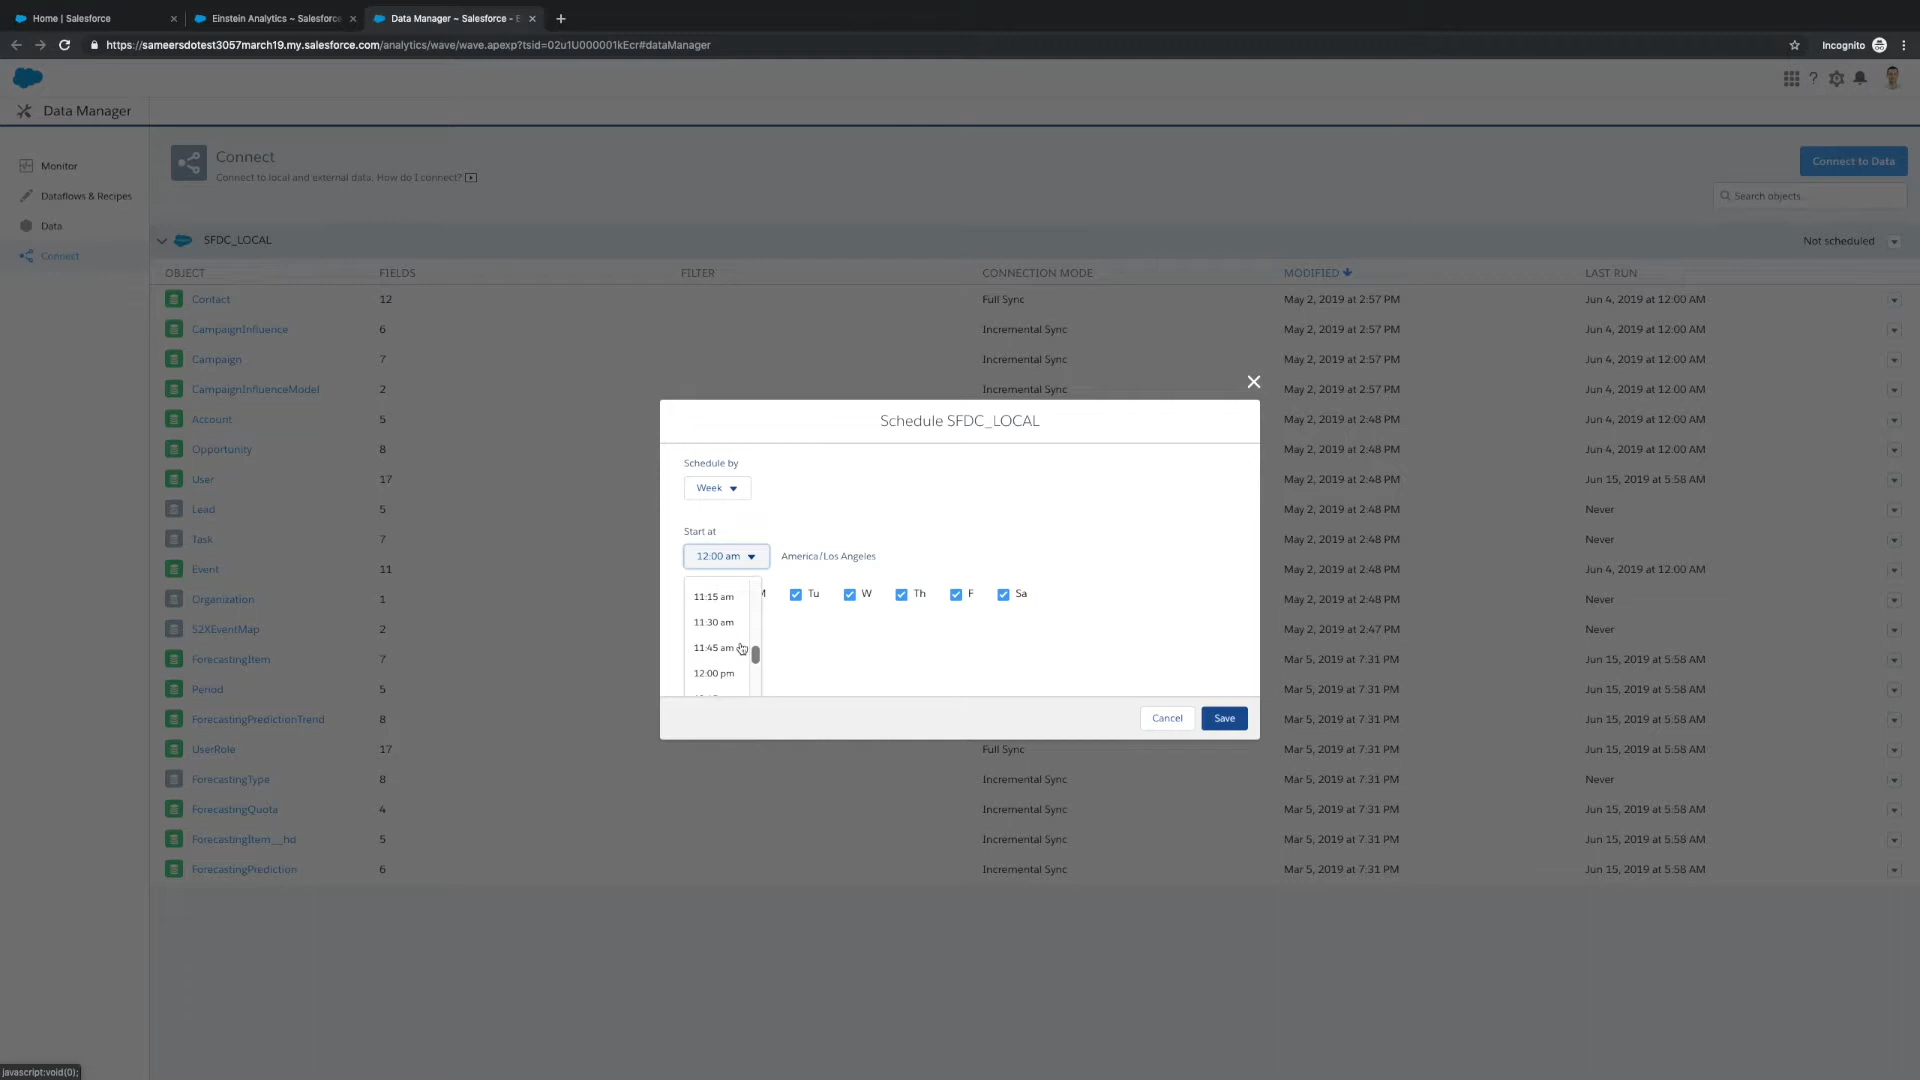 Home | Salesforce
Einstein Analytics ~ Salesforce
Data Manager ~ Salesforce - E
https://sameersdotest3057march19.my.salesforce.com/analytics/wave/wave.apexp?tsid=02u1U000001kEcr#dataManager
Incognito
Data Manager
Monitor
Dataflows & Recipes
Data
Connect
Connect
Connect to local and external data. How do I connect?
Connect to Data
Search objects...
SFDC_LOCAL
Not scheduled
OBJECT FIELDS FILTER CONNECTION MODE MODIFIED LAST RUN
Contact 12 Full Sync May 2, 2019 at 2:57 PM Jun 4, 2019 at 12:00 AM
CampaignInfluence 6 Incremental Sync May 2, 2019 at 2:57 PM Jun 4, 2019 at 12:00 AM
Campaign 7 Incremental Sync May 2, 2019 at 2:57 PM Jun 4, 2019 at 12:00 AM
CampaignInfluenceModel 2 Incremental Sync May 2, 2019 at 2:57 PM Jun 4, 2019 at 12:00 AM
Account 5 May 2, 2019 at 2:48 PM Jun 4, 2019 at 12:00 AM
Opportunity 8 May 2, 2019 at 2:48 PM Jun 4, 2019 at 12:00 AM
User 17 May 2, 2019 at 2:48 PM Jun 15, 2019 at 5:58 AM
Lead 5 May 2, 2019 at 2:48 PM Never
Task 7 May 2, 2019 at 2:48 PM Never
Event 11 May 2, 2019 at 2:48 PM Jun 4, 2019 at 12:00 AM
Organization 1 May 2, 2019 at 2:48 PM Never
S2XEventMap 2 May 2, 2019 at 2:47 PM Never
ForecastingItem 7 Mar 5, 2019 at 7:31 PM Jun 15, 2019 at 5:58 AM
Period 5 Mar 5, 2019 at 7:31 PM Jun 15, 2019 at 5:58 AM
ForecastingPredictionTrend 8 Mar 5, 2019 at 7:31 PM Jun 15, 2019 at 5:58 AM
UserRole 17 Full Sync Mar 5, 2019 at 7:31 PM Jun 15, 2019 at 5:58 AM
ForecastingType 8 Incremental Sync Mar 5, 2019 at 7:31 PM Never
ForecastingQuota 4 Incremental Sync Mar 5, 2019 at 7:31 PM Jun 15, 2019 at 5:58 AM
ForecastingItem__hd 5 Incremental Sync Mar 5, 2019 at 7:31 PM Jun 15, 2019 at 5:58 AM
ForecastingPrediction 6 Incremental Sync Mar 5, 2019 at 7:31 PM Jun 15, 2019 at 5:58 AM
Schedule SFDC_LOCAL
Schedule by
Week
Start at
12:00 am America/Los Angeles
Tu W Th F Sa
11:15 am
11:30 am
11:45 am
12:00 pm
Cancel Save
javascript:void(0);